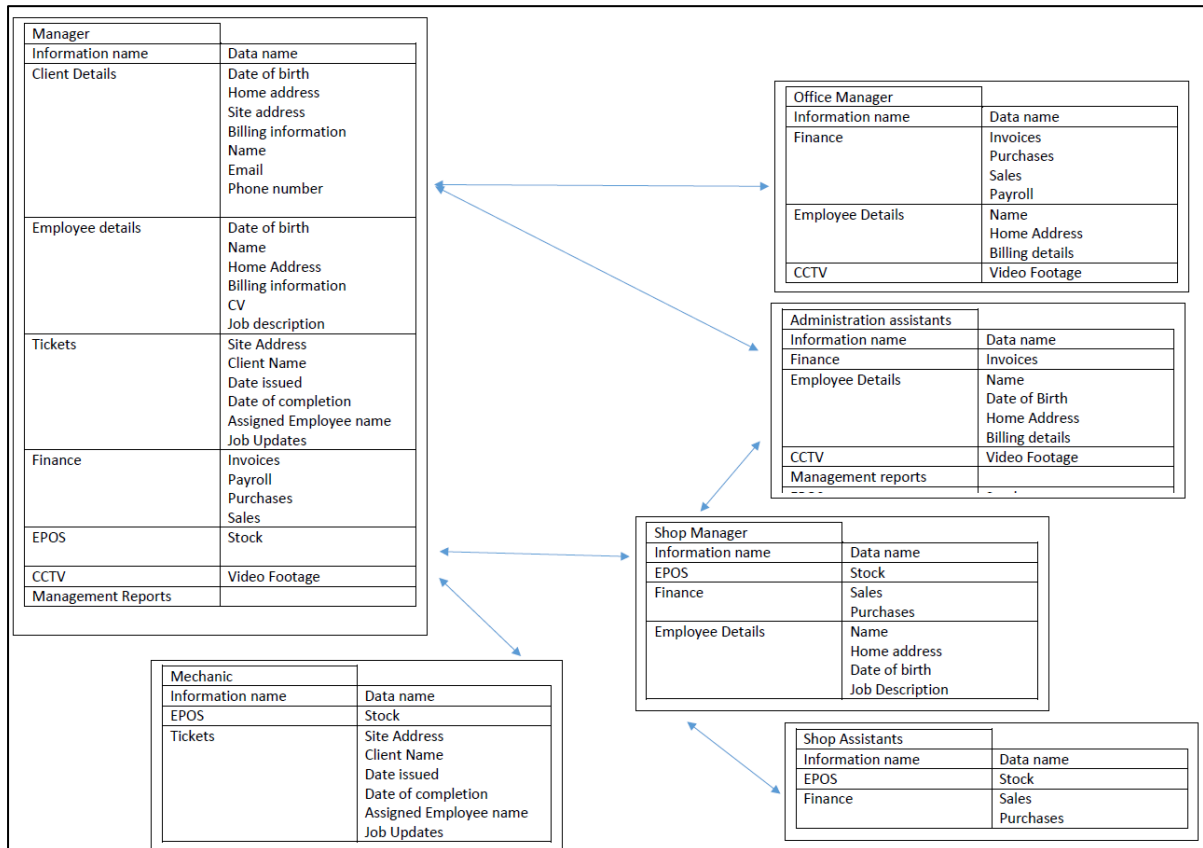 Manager
Information name Data name
Client Details Date of birth
Home address
Site address
Billing information
Name
Email
Phone number
Employee details Date of birth
Name
Home Address
Billing information
CV
Job description
Tickets Site Address
Client Name
Date issued
Date of completion
Assigned Employee name
Job Updates
Finance Invoices
Payroll
Purchases
Sales
EPOS Stock
CCTV Video Footage
Management Reports
Office Manager
Information name Data name
Finance Invoices
Purchases
Sales
Payroll
Employee Details Name
Home Address
Billing details
CCTV Video Footage
Administration assistants
Information name Data name
Finance Invoices
Employee Details Name
Date of Birth
Home Address
Billing details
CCTV Video Footage
Management reports
Shop Manager
Information name Data name
EPOS Stock
Finance Sales
Purchases
Employee Details Name
Home address
Date of birth
Job Description
Mechanic
Information name Data name
EPOS Stock
Tickets Site Address
Client Name
Date issued
Date of completion
Assigned Employee name
Job Updates
Shop Assistants
Information name Data name
EPOS Stock
Finance Sales
Purchases